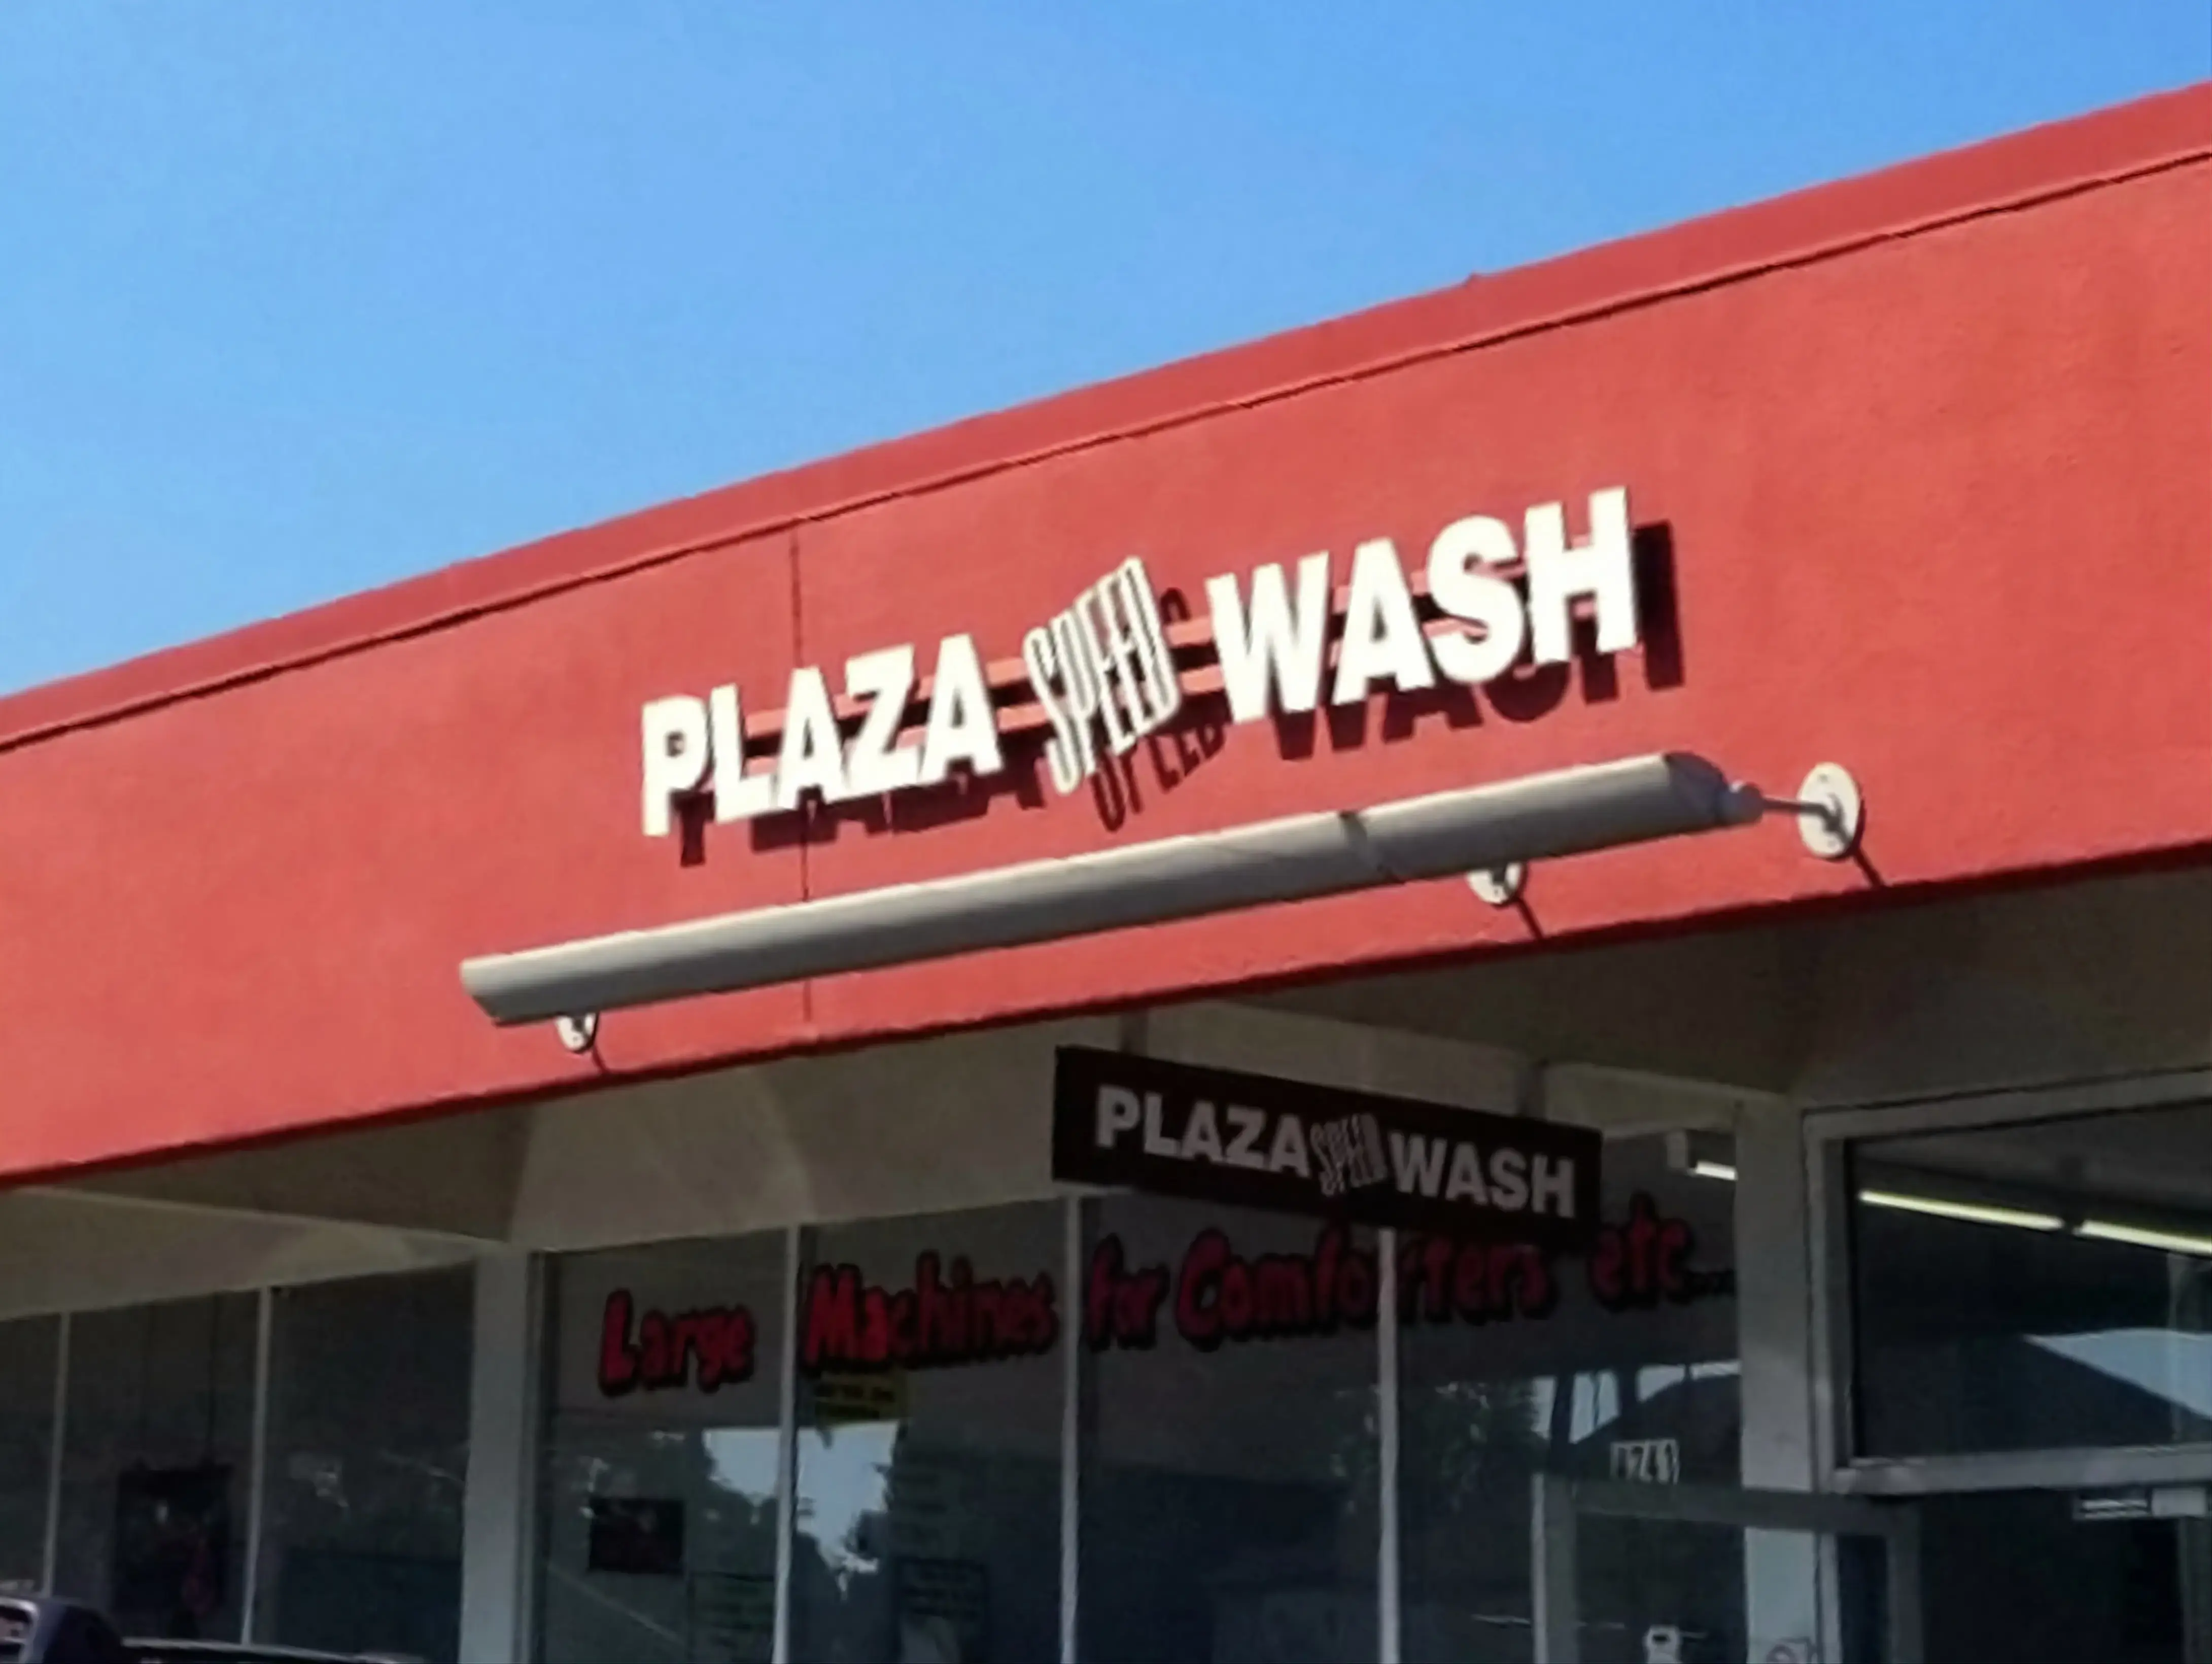 PLAZA SPEED WASH
PLAZA SPEED WASH
Large Machines for Comforters etc...